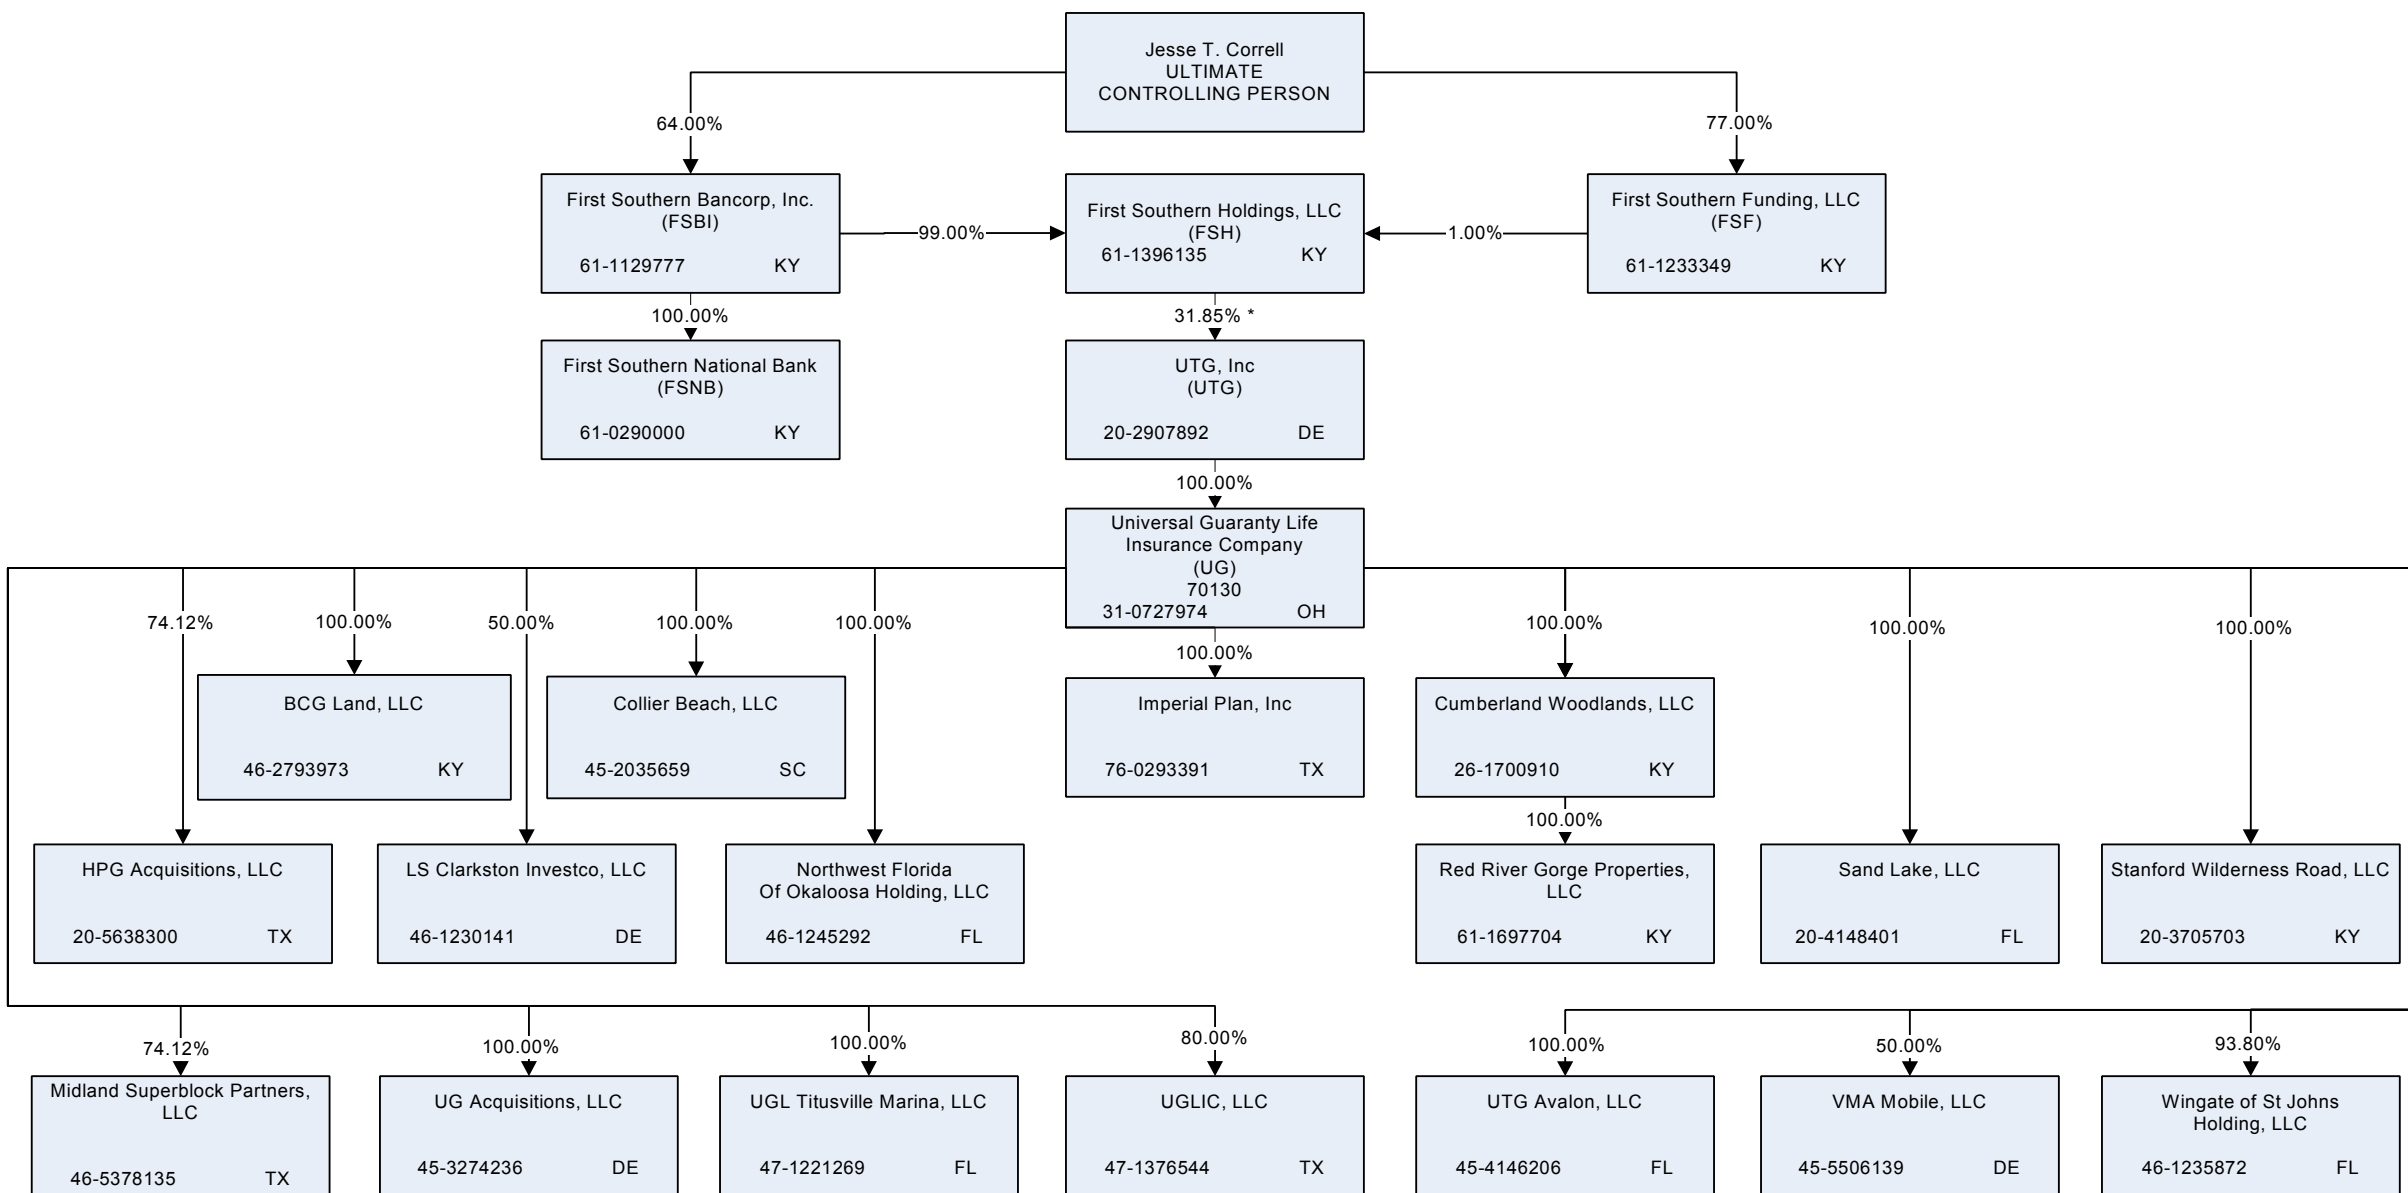 Jesse T. Correll
ULTIMATE
CONTROLLING PERSON
64.00%
77.00%
First Southern Bancorp, Inc.
(FSBI)
61-1129777 KY
99.00%
First Southern Holdings, LLC
(FSH)
61-1396135 KY
1.00%
First Southern Funding, LLC
(FSF)
61-1233349 KY
100.00%
31.85% *
First Southern National Bank
(FSNB)
61-0290000 KY
UTG, Inc
(UTG)
20-2907892 DE
100.00%
Universal Guaranty Life
Insurance Company
(UG)
70130
31-0727974 OH
74.12%
100.00%
50.00%
100.00%
100.00%
100.00%
100.00%
100.00%
100.00%
BCG Land, LLC
46-2793973 KY
Collier Beach, LLC
45-2035659 SC
Imperial Plan, Inc
76-0293391 TX
Cumberland Woodlands, LLC
26-1700910 KY
100.00%
HPG Acquisitions, LLC
20-5638300 TX
LS Clarkston Investco, LLC
46-1230141 DE
Northwest Florida
Of Okaloosa Holding, LLC
46-1245292 FL
Red River Gorge Properties,
LLC
61-1697704 KY
Sand Lake, LLC
20-4148401 FL
Stanford Wilderness Road, LLC
20-3705703 KY
74.12%
100.00%
100.00%
80.00%
100.00%
50.00%
93.80%
Midland Superblock Partners,
LLC
46-5378135 TX
UG Acquisitions, LLC
45-3274236 DE
UGL Titusville Marina, LLC
47-1221269 FL
UGLIC, LLC
47-1376544 TX
UTG Avalon, LLC
45-4146206 FL
VMA Mobile, LLC
45-5506139 DE
Wingate of St Johns
Holding, LLC
46-1235872 FL